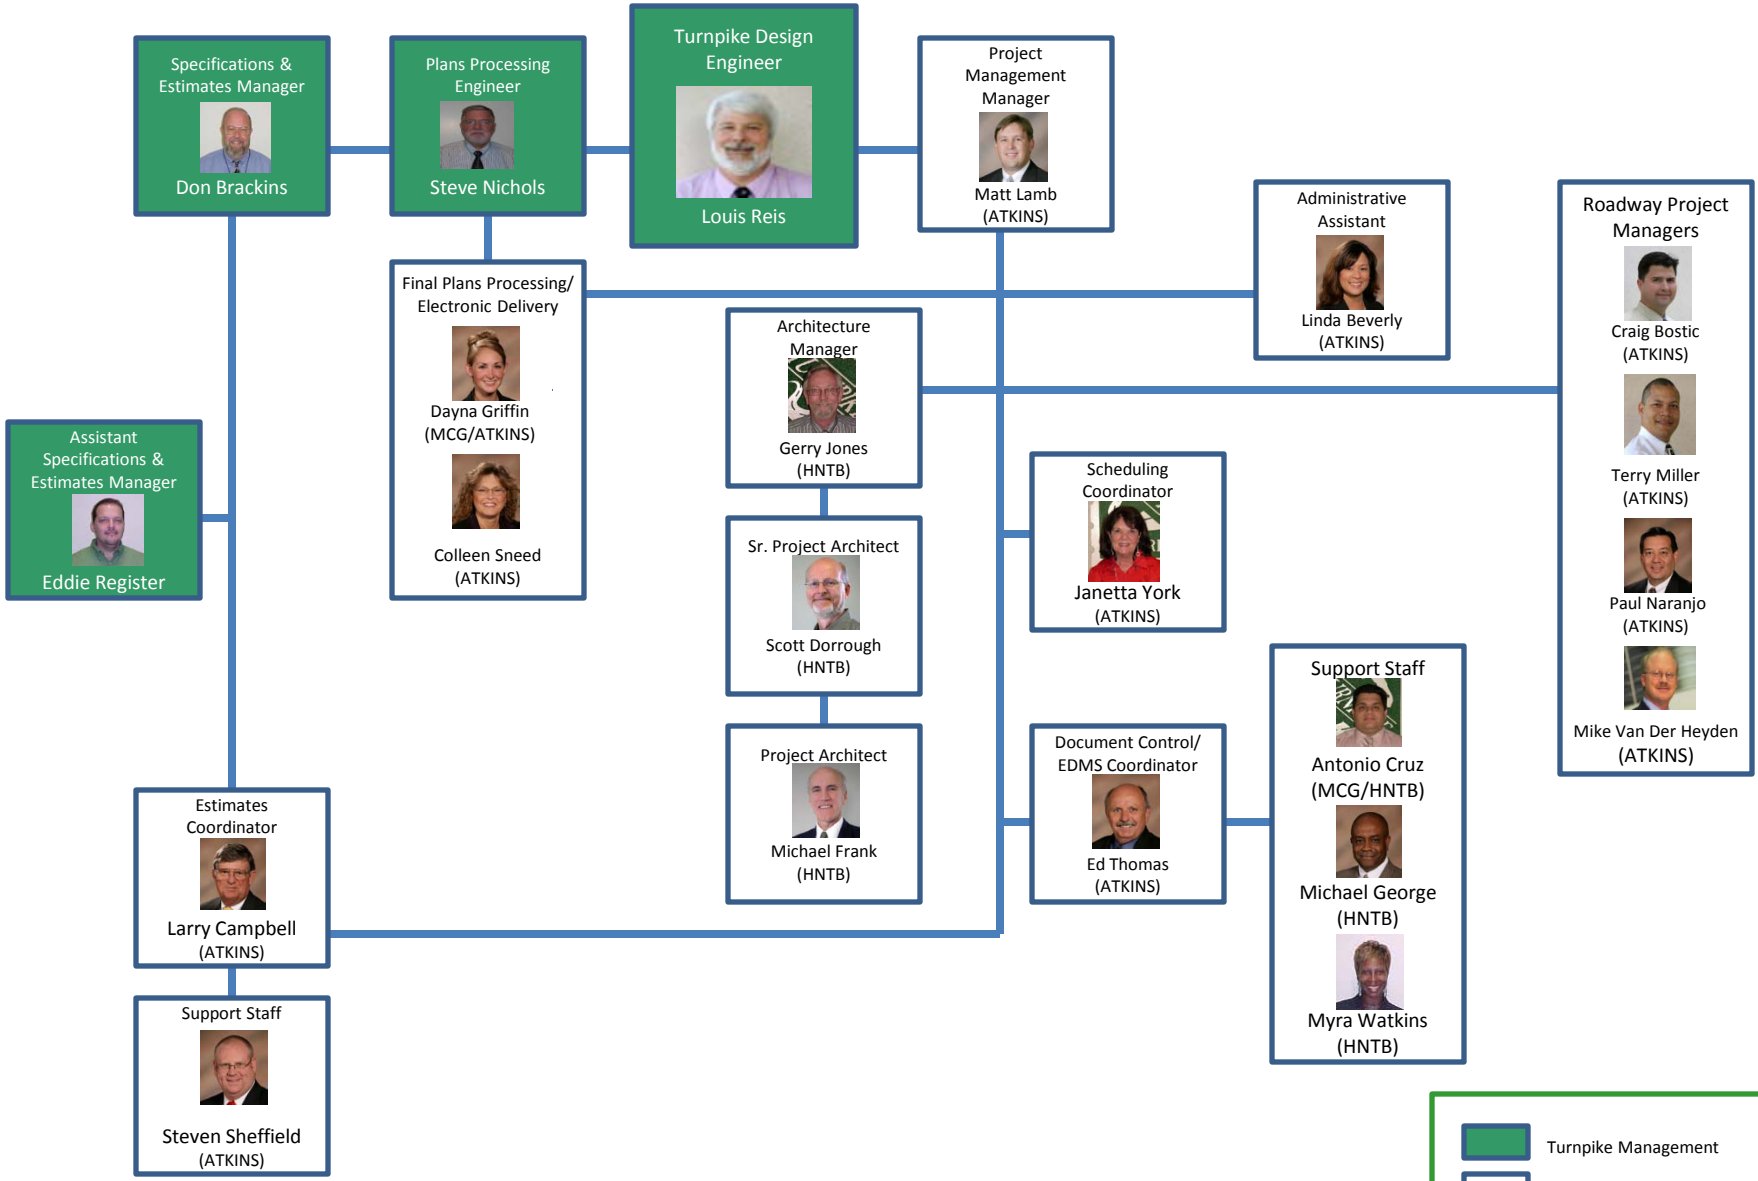 Specifications &
Estimates Manager
Don Brackins
Plans Processing
Engineer
Steve Nichols
Turnpike Design
Engineer
Louis Reis
Project
Management
Manager
Matt Lamb
(ATKINS)
Administrative
Assistant
Linda Beverly
(ATKINS)
Roadway Project
Managers
Craig Bostic
(ATKINS)
Terry Miller
(ATKINS)
Paul Naranjo
(ATKINS)
Mike Van Der Heyden
(ATKINS)
Final Plans Processing/
Electronic Delivery
Dayna Griffin
(MCG/ATKINS)
Colleen Sneed
(ATKINS)
Architecture
Manager
Gerry Jones
(HNTB)
Assistant
Specifications &
Estimates Manager
Eddie Register
Scheduling
Coordinator
Janetta York
(ATKINS)
Sr. Project Architect
Scott Dorrough
(HNTB)
Project Architect
Michael Frank
(HNTB)
Document Control/
EDMS Coordinator
Ed Thomas
(ATKINS)
Support Staff
Antonio Cruz
(MCG/HNTB)
Michael George
(HNTB)
Myra Watkins
(HNTB)
Estimates
Coordinator
Larry Campbell
(ATKINS)
Support Staff
Steven Sheffield
(ATKINS)
Turnpike Management